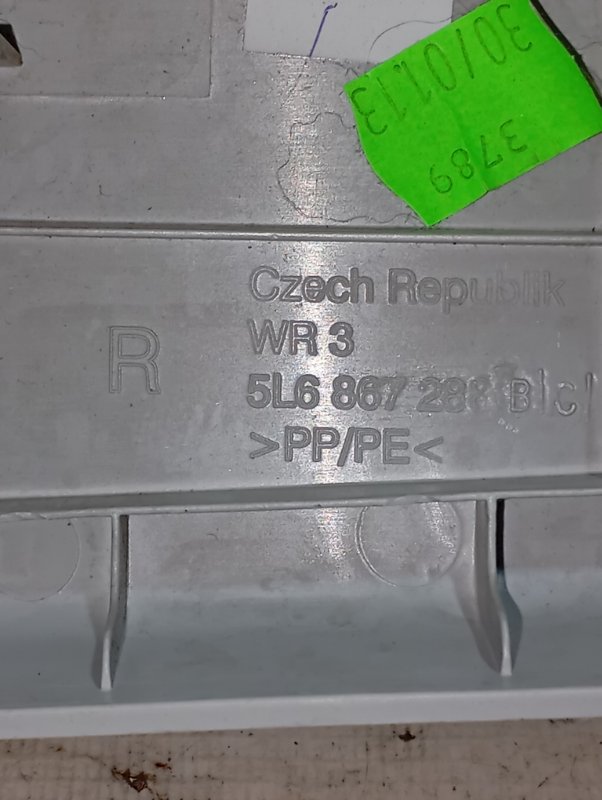 30/01.13
3789
Czech Republik
WR 3
R
5L6 867 288 B C
>PP/PE<